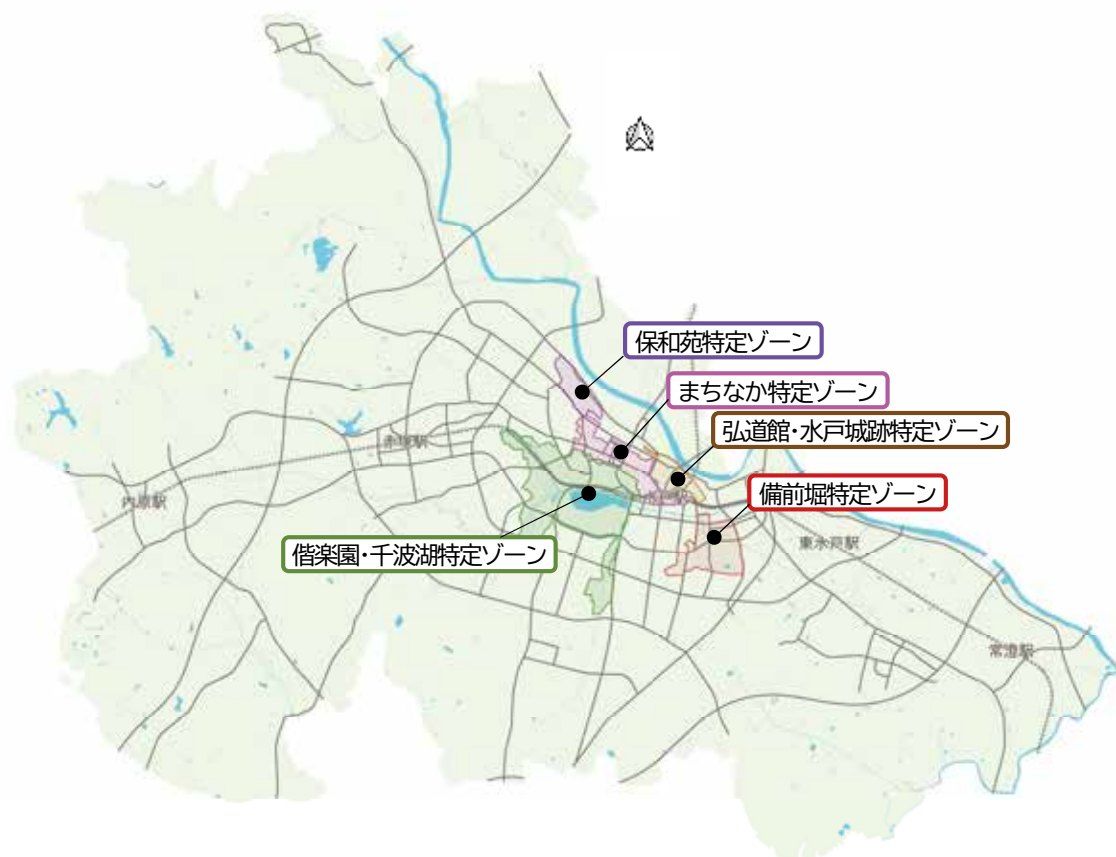 保和苑特定ゾーン
まちなか特定ゾーン
弘道館・水戸城跡特定ゾーン
赤塚駅
備前堀特定ゾーン
内原駅
水戸駅
東水戸駅
偕楽園・千波湖特定ゾーン
常澄駅